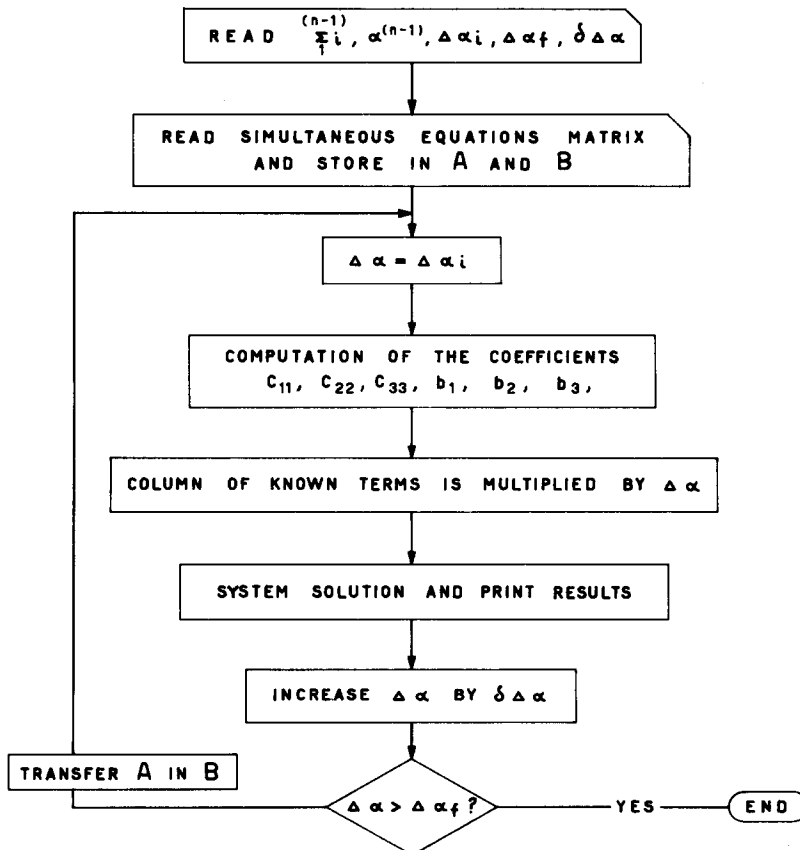 (n-1)
READ Σ i, α(n-1), Δαi, Δαf, δΔα
1
READ SIMULTANEOUS EQUATIONS MATRIX
AND STORE IN A AND B
Δα = Δαi
COMPUTATION OF THE COEFFICIENTS
C11, C22, C33, b1, b2, b3,
COLUMN OF KNOWN TERMS IS MULTIPLIED BY Δα
SYSTEM SOLUTION AND PRINT RESULTS
INCREASE Δα BY δΔα
TRANSFER A IN B
Δα > Δαf ?
YES
END